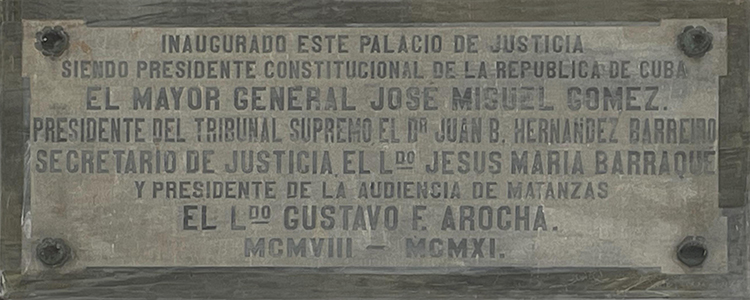 INAUGURADO ESTE PALACIO DE JUSTICIA
SIENDO PRESIDENTE CONSTITUCIONAL DE LA REPUBLICA DE CUBA
EL MAYOR GENERAL JOSÉ MIGUEL GOMEZ.
PRESIDENTE DEL TRIBUNAL SUPREMO, EL DR JUAN B. HERNANDEZ BARREIRO
SECRETARIO DE JUSTICIA, EL LDO JESUS MARIA BARRAQUE
Y PRESIDENTE DE LA AUDIENCIA DE MATANZAS
EL LDO GUSTAVO F. AROCHA.
MCMVIII — MCMXI.